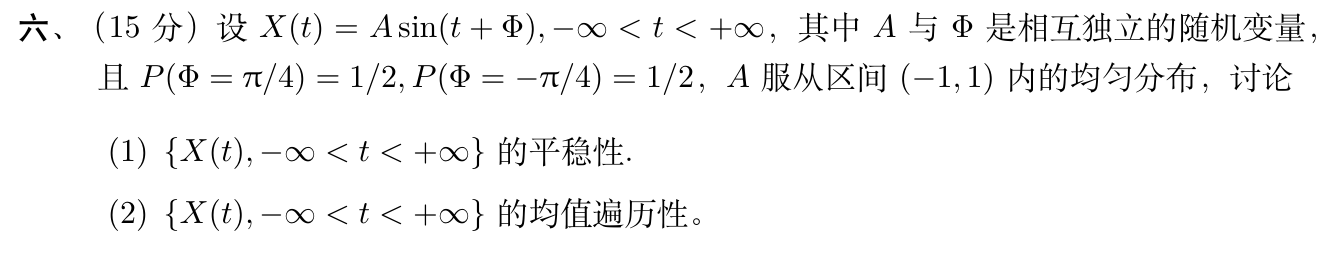 六、(15 分) 设 X(t) = A sin(t + Φ), −∞ < t < +∞, 其中 A 与 Φ 是相互独立的随机变量,
且 P(Φ = π/4) = 1/2, P(Φ = −π/4) = 1/2, A 服从区间 (−1, 1) 内的均匀分布, 讨论
(1) {X(t), −∞ < t < +∞} 的平稳性.
(2) {X(t), −∞ < t < +∞} 的均值遍历性。